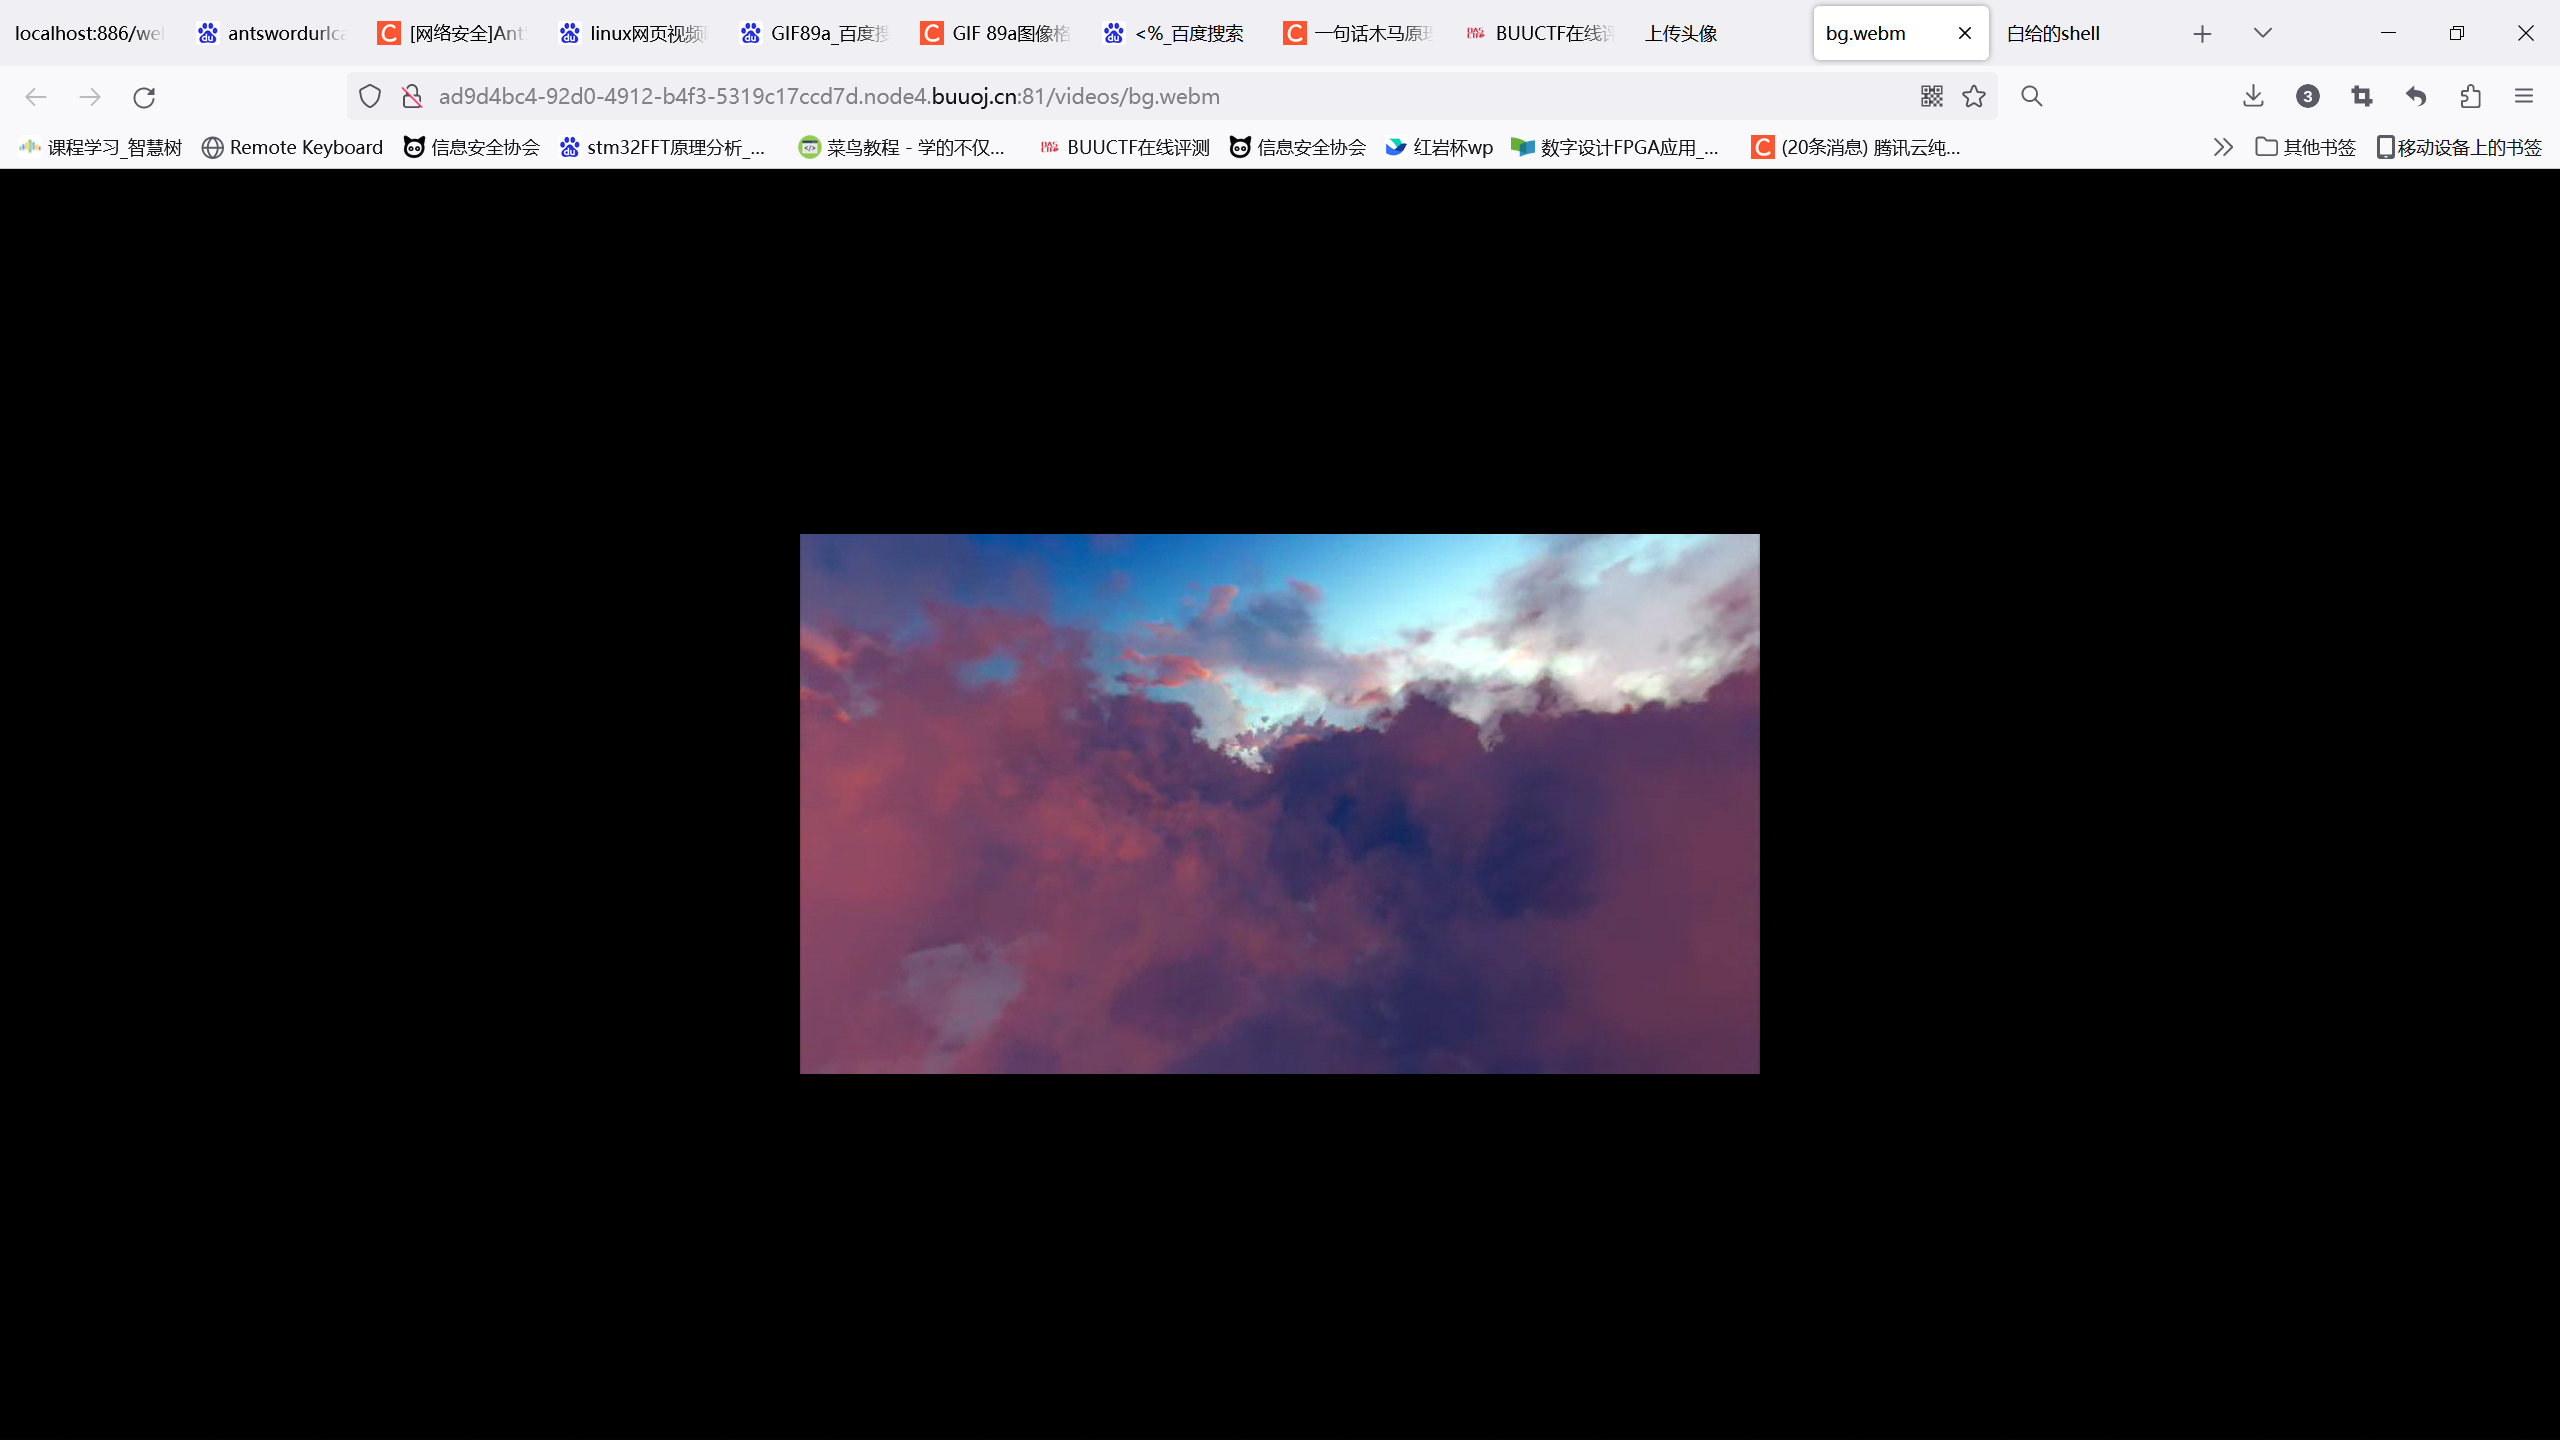 localhost:886/we
antswordurlc
[网络安全]Ant
linux网页视频
GIF89a_百度搜
GIF 89a图像格
<%_百度搜索
一句话木马原理
BUUCTF在线评
上传头像
bg.webm
白给的shell
ad9d4bc4-92d0-4912-b4f3-5319c17ccd7d.node4.buuoj.cn:81/videos/bg.webm
3
课程学习_智慧树
Remote Keyboard
信息安全协会
stm32FFT原理分析_...
菜鸟教程 - 学的不仅...
BUUCTF在线评测
信息安全协会
红岩杯wp
数字设计FPGA应用_...
(20条消息) 腾讯云纯...
其他书签
移动设备上的书签